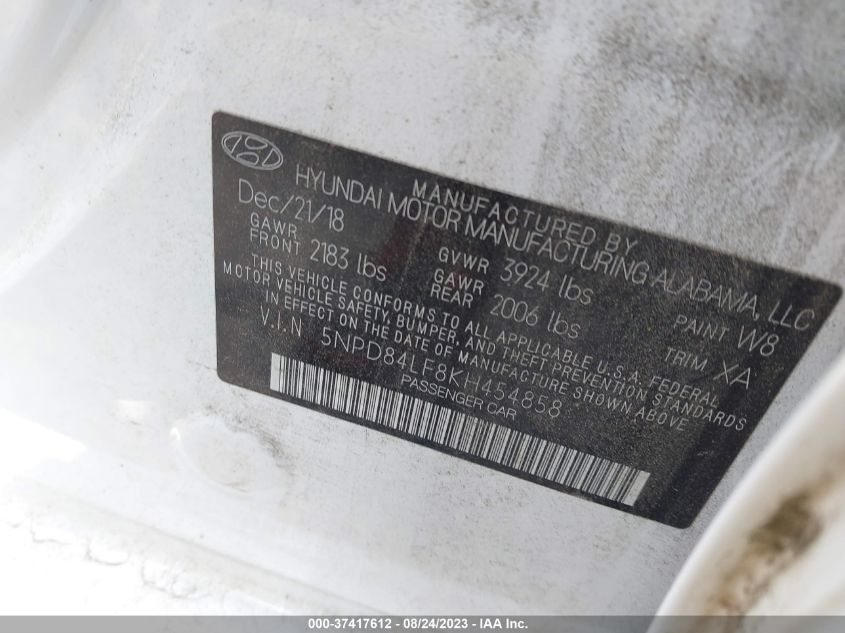 MANUFACTURED BY
HYUNDAI MOTOR MANUFACTURING ALABAMA, LLC
Dec/21/18
GVWR 3924 lbs
PAINT W8
GAWR FRONT 2183 lbs
GAWR REAR 2006 lbs
TRIM XA
THIS VEHICLE CONFORMS TO ALL APPLICABLE U.S.A. FEDERAL
MOTOR VEHICLE SAFETY, BUMPER, AND THEFT PREVENTION STANDARDS
IN EFFECT ON THE DATE OF MANUFACTURE SHOWN ABOVE
V.I.N 5NPD84LF8KH454858
PASSENGER CAR
000-37417612 - 08/24/2023 - IAA Inc.